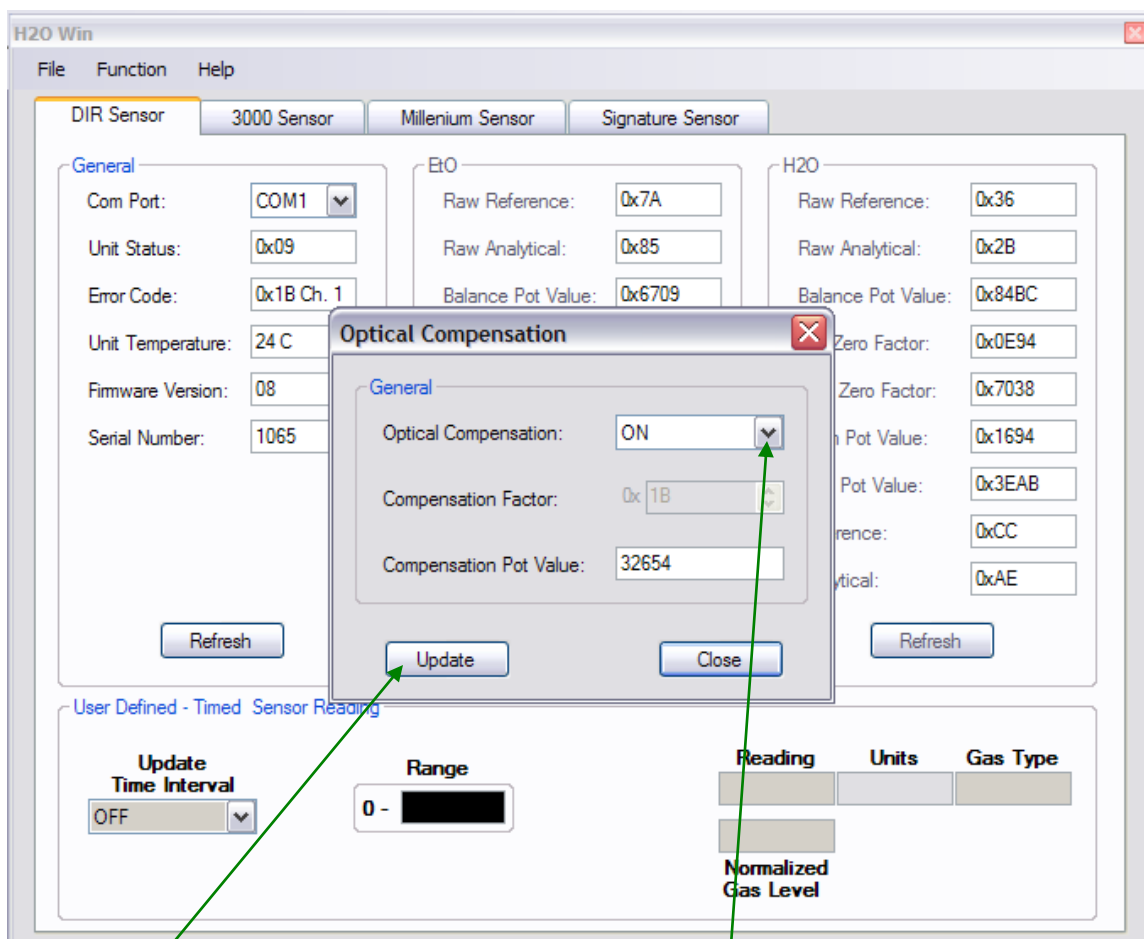 H2O Win
File Function Help
DIR Sensor 3000 Sensor Millenium Sensor Signature Sensor
General EtO H2O
Com Port: COM1 Raw Reference: 0x7A Raw Reference: 0x36
Unit Status: 0x09 Raw Analytical: 0x85 Raw Analytical: 0x2B
Error Code: 0x1B Ch. 1 Balance Pot Value: 0x6709 Balance Pot Value: 0x84BC
Unit Temperature: 24 C Zero Factor: 0x0E94
Firmware Version: 08 Zero Factor: 0x7038
Serial Number: 1065 Pot Value: 0x1694
Pot Value: 0x3EAB
rence: 0xCC
ytical: 0xAE
Refresh Refresh
Optical Compensation
General
Optical Compensation: ON
Compensation Factor: 0x 1B
Compensation Pot Value: 32654
Update Close
User Defined - Timed Sensor Reading
Update
Time Interval
OFF
Range
0 -
Reading Units Gas Type
Normalized
Gas Level